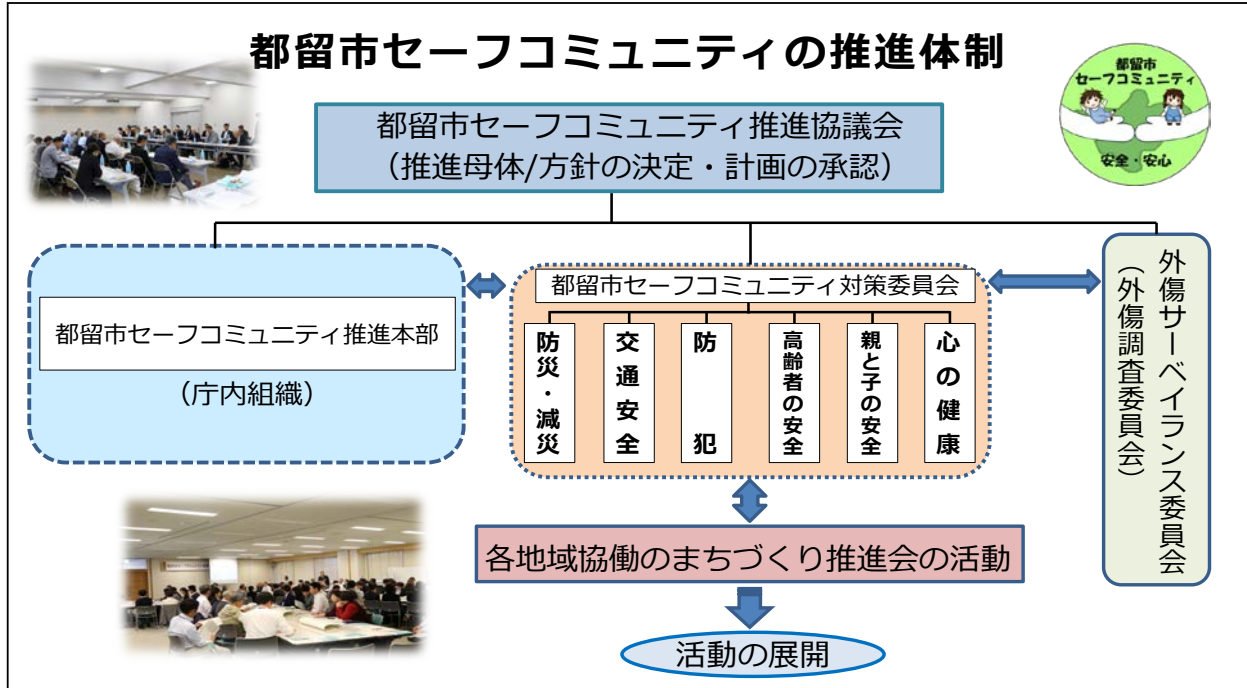 都留市セーフコミュニティの推進体制
都留市
セーフコミュニティ
安全・安心
都留市セーフコミュニティ推進協議会
（推進母体/方針の決定・計画の承認）
都留市セーフコミュニティ推進本部
（庁内組織）
都留市セーフコミュニティ対策委員会
防災・減災
交通安全
防　犯
高齢者の安全
親と子の安全
心の健康
外傷サーベイランス委員会
（外傷調査委員会）
各地域協働のまちづくり推進会の活動
活動の展開